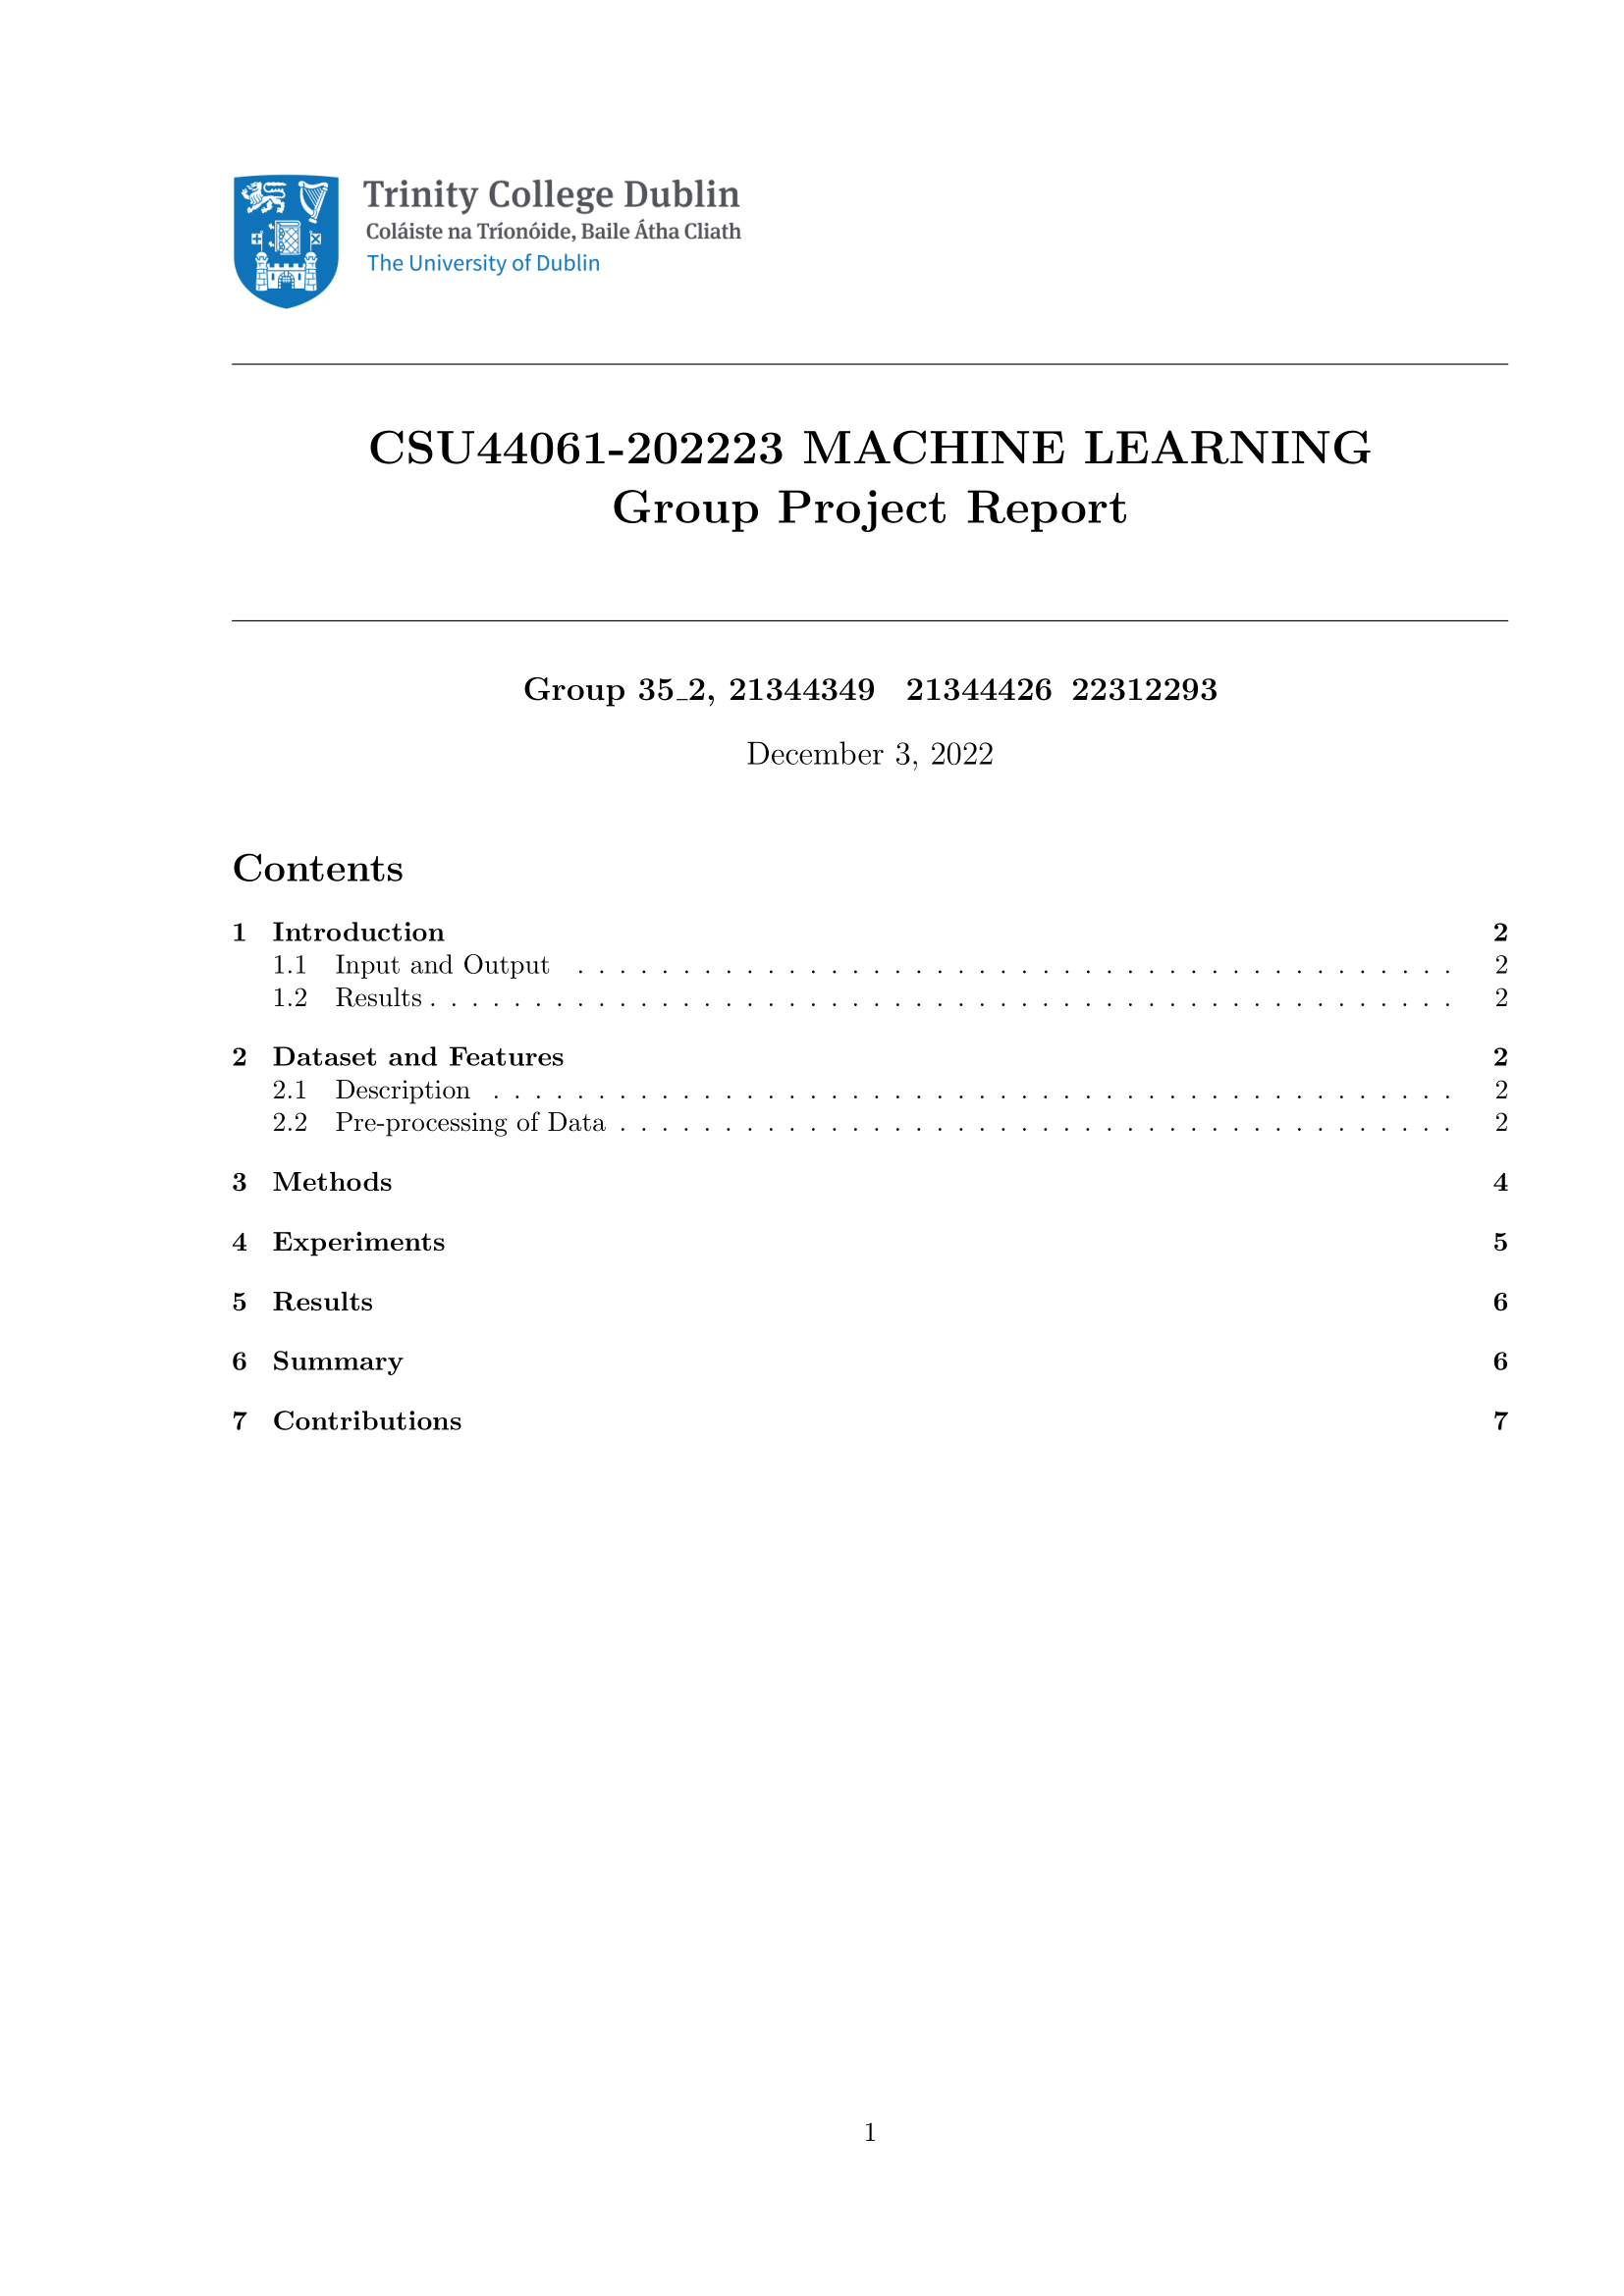 Trinity College Dublin
Coláiste na Tríonóide, Baile Átha Cliath
The University of Dublin
CSU44061-202223 MACHINE LEARNING
Group Project Report
Group 35_2, 21344349 21344426 22312293
December 3, 2022
Contents
1 Introduction 2
1.1 Input and Output . . . . . . . . . . . . . . . . . . . . . . . . . . . . . . . . . . . . . . . . . . 2
1.2 Results . . . . . . . . . . . . . . . . . . . . . . . . . . . . . . . . . . . . . . . . . . . . . . . . . 2
2 Dataset and Features 2
2.1 Description . . . . . . . . . . . . . . . . . . . . . . . . . . . . . . . . . . . . . . . . . . . . . . 2
2.2 Pre-processing of Data . . . . . . . . . . . . . . . . . . . . . . . . . . . . . . . . . . . . . . . . 2
3 Methods 4
4 Experiments 5
5 Results 6
6 Summary 6
7 Contributions 7
1